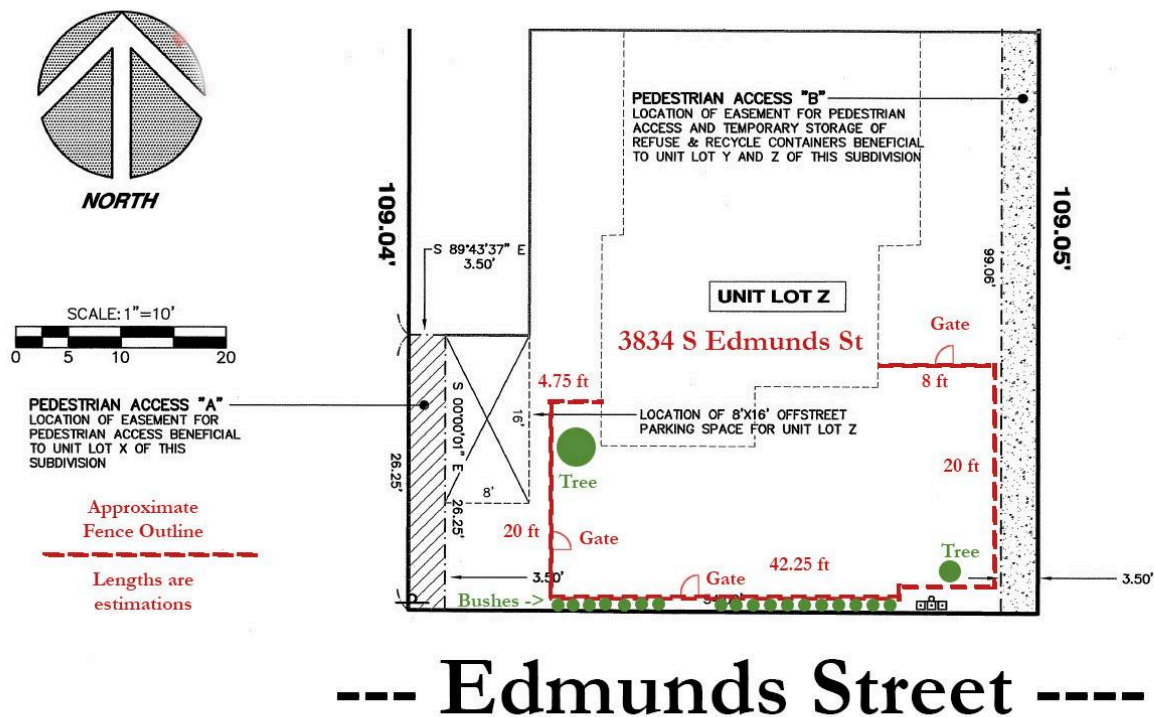 NORTH
SCALE: 1"=10'
0 5 10 20
PEDESTRIAN ACCESS "A"
LOCATION OF EASEMENT FOR
PEDESTRIAN ACCESS BENEFICIAL
TO UNIT LOT X OF THIS
SUBDIVISION
Approximate
Fence Outline
Lengths are
estimations
109.04'
S 89°43'37" E
3.50'
PEDESTRIAN ACCESS "B"
LOCATION OF EASEMENT FOR PEDESTRIAN
ACCESS AND TEMPORARY STORAGE OF
REFUSE & RECYCLE CONTAINERS BENEFICIAL
TO UNIT LOT Y AND Z OF THIS SUBDIVISION
109.05'
99.06'
UNIT LOT Z
3834 S Edmunds St
Gate
8 ft
4.75 ft
LOCATION OF 8'X16' OFFSTREET
PARKING SPACE FOR UNIT LOT Z
16'
S 00°00'01" E 26.25'
26.25'
8'
Tree
20 ft
20 ft
Gate
42.25 ft
Tree
Gate
3.50'
3.50'
Bushes ->
--- Edmunds Street ----